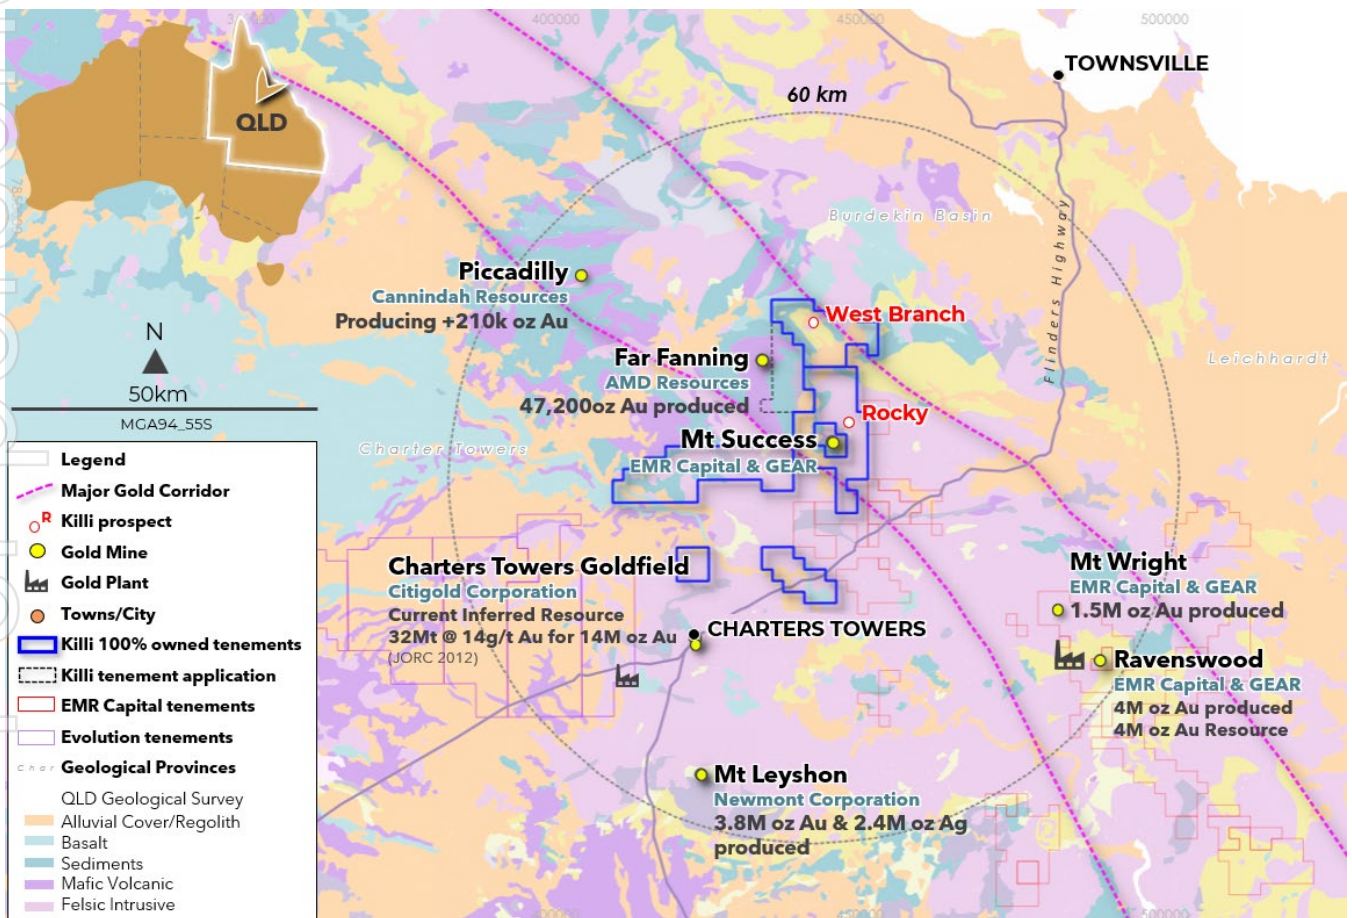 400000
450000
500000
TOWNSVILLE
60 km
QLD
Burdekin Basin
Flinders Highway
Piccadilly
Cannindah Resources
Producing +210k oz Au
West Branch
N
50km
MGA94_55S
Far Fanning
AMD Resources
47,200oz Au produced
Leichhardt
Rocky
Mt Success
EMR Capital & GEAR
Charter Towers
Legend
Major Gold Corridor
R
Killi prospect
Gold Mine
Gold Plant
Towns/City
Killi 100% owned tenements
Killi tenement application
EMR Capital tenements
Evolution tenements
Char
Geological Provinces
QLD Geological Survey
Alluvial Cover/Regolith
Basalt
Sediments
Mafic Volcanic
Felsic Intrusive
Charters Towers Goldfield
Citigold Corporation
Current Inferred Resource
32Mt @ 14g/t Au for 14M oz Au
(JORC 2012)
CHARTERS TOWERS
Mt Wright
EMR Capital & GEAR
1.5M oz Au produced
Ravenswood
EMR Capital & GEAR
4M oz Au produced
4M oz Au Resource
Mt Leyshon
Newmont Corporation
3.8M oz Au & 2.4M oz Ag
produced
400000
450000
500000